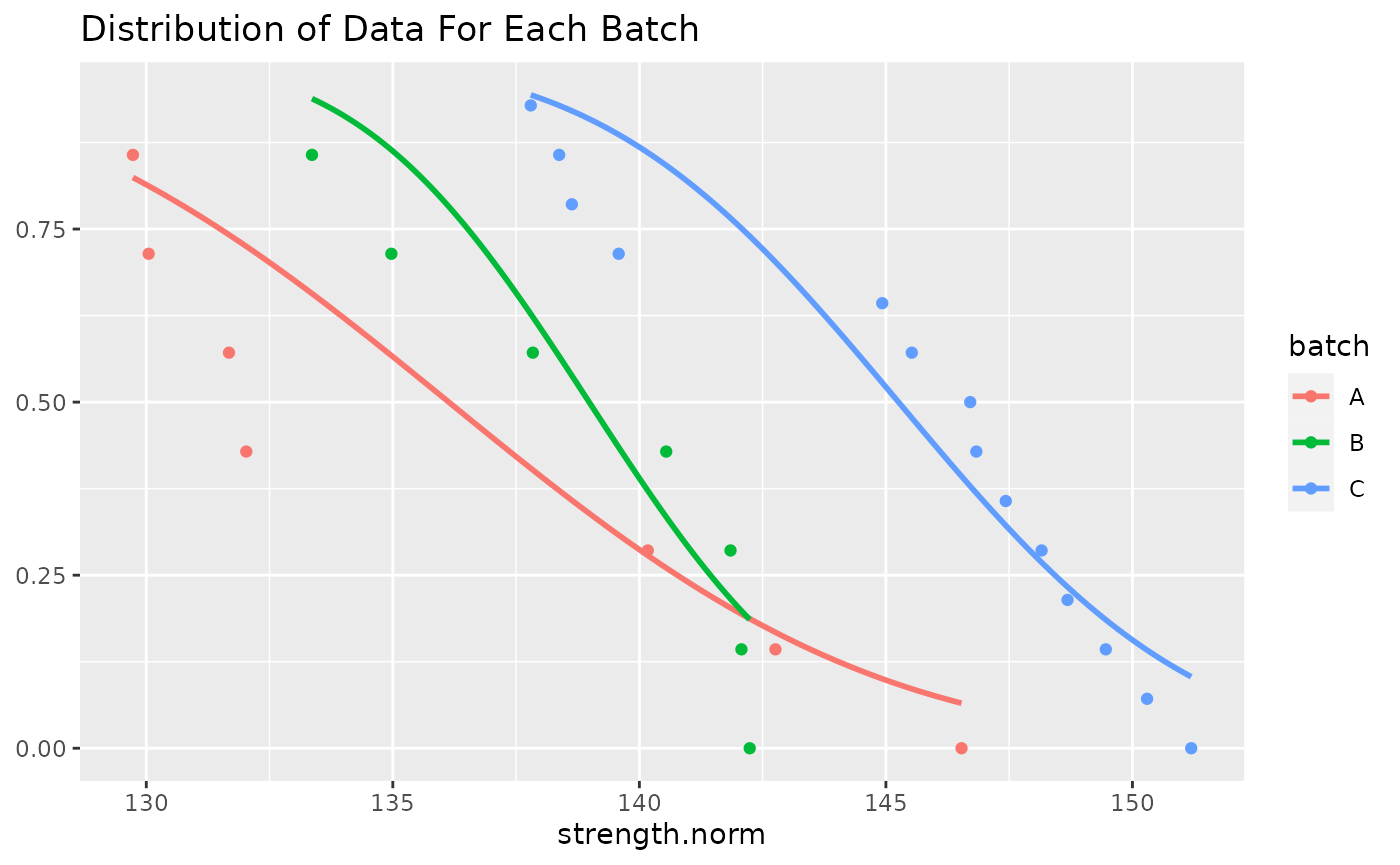 Distribution of Data For Each Batch
0.75
0.50
0.25
0.00
130 135 140 145 150
strength.norm
batch
A
B
C